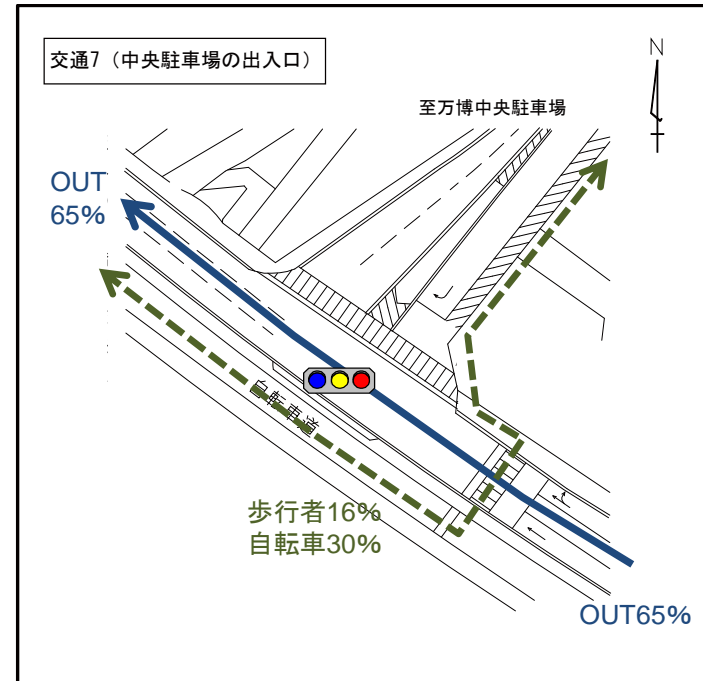 交通7（中央駐車場の出入口）
N
至万博中央駐車場
OUT
65%
自転車道
歩行者16%
自転車30%
OUT65%